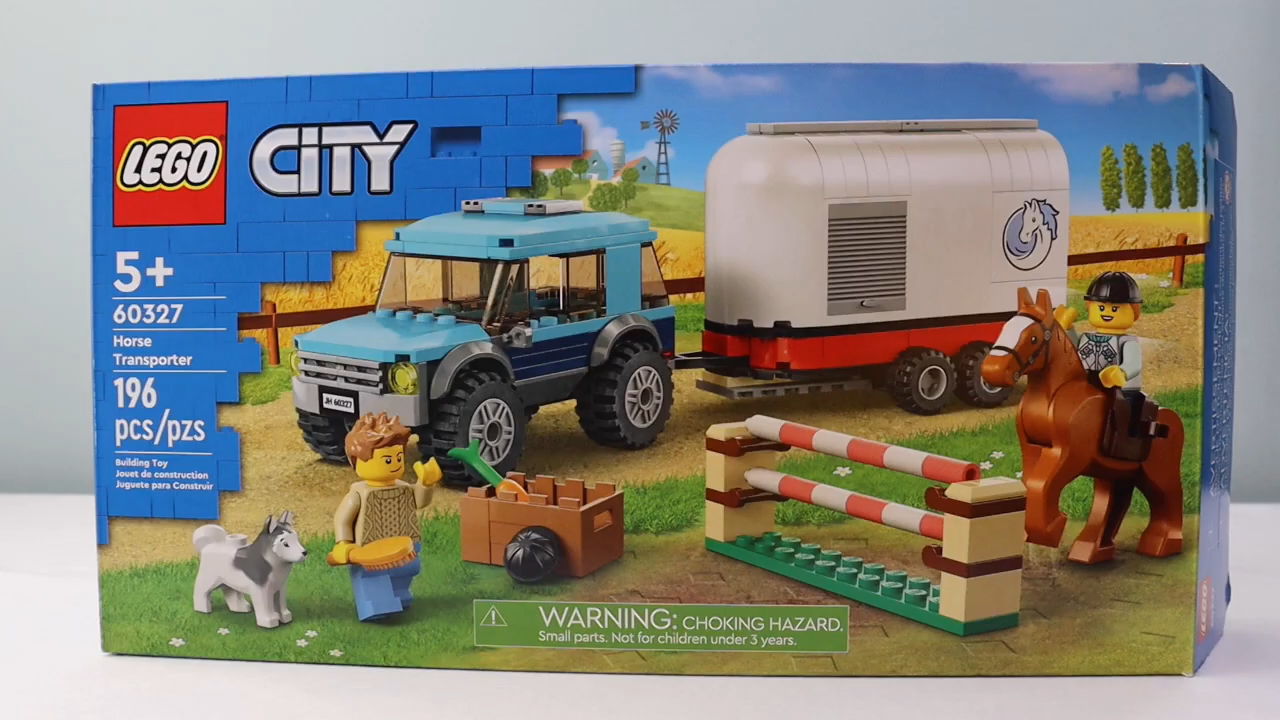 LEGO
CITY
5+
60327
Horse
Transporter
196
pcs/pzs
Building Toy
Jouet de construction
Juguete para Construir
JH 60327
WARNING: CHOKING HAZARD.
Small parts. Not for children under 3 years.
LEGO